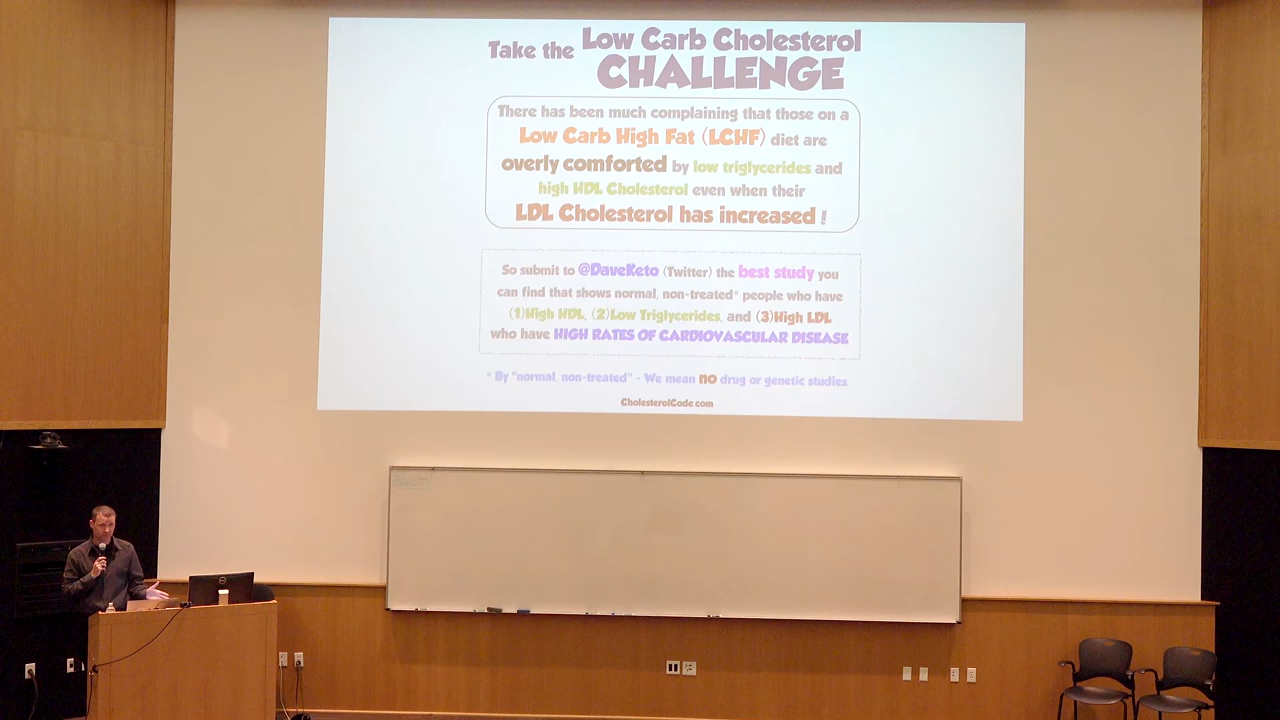 Take the Low Carb Cholesterol
CHALLENGE
There has been much complaining that those on a
Low Carb High Fat (LCHF) diet are
overly comforted by low triglycerides and
high HDL Cholesterol even when their
LDL Cholesterol has increased!
So submit to @DaveKeto (Twitter) the best study you
can find that shows normal, non-treated* people who have
(1)High HDL, (2)Low Triglycerides, and (3)High LDL
who have HIGH RATES OF CARDIOVASCULAR DISEASE
* By "normal, non-treated" - We mean no drug or genetic studies.
CholesterolCode.com